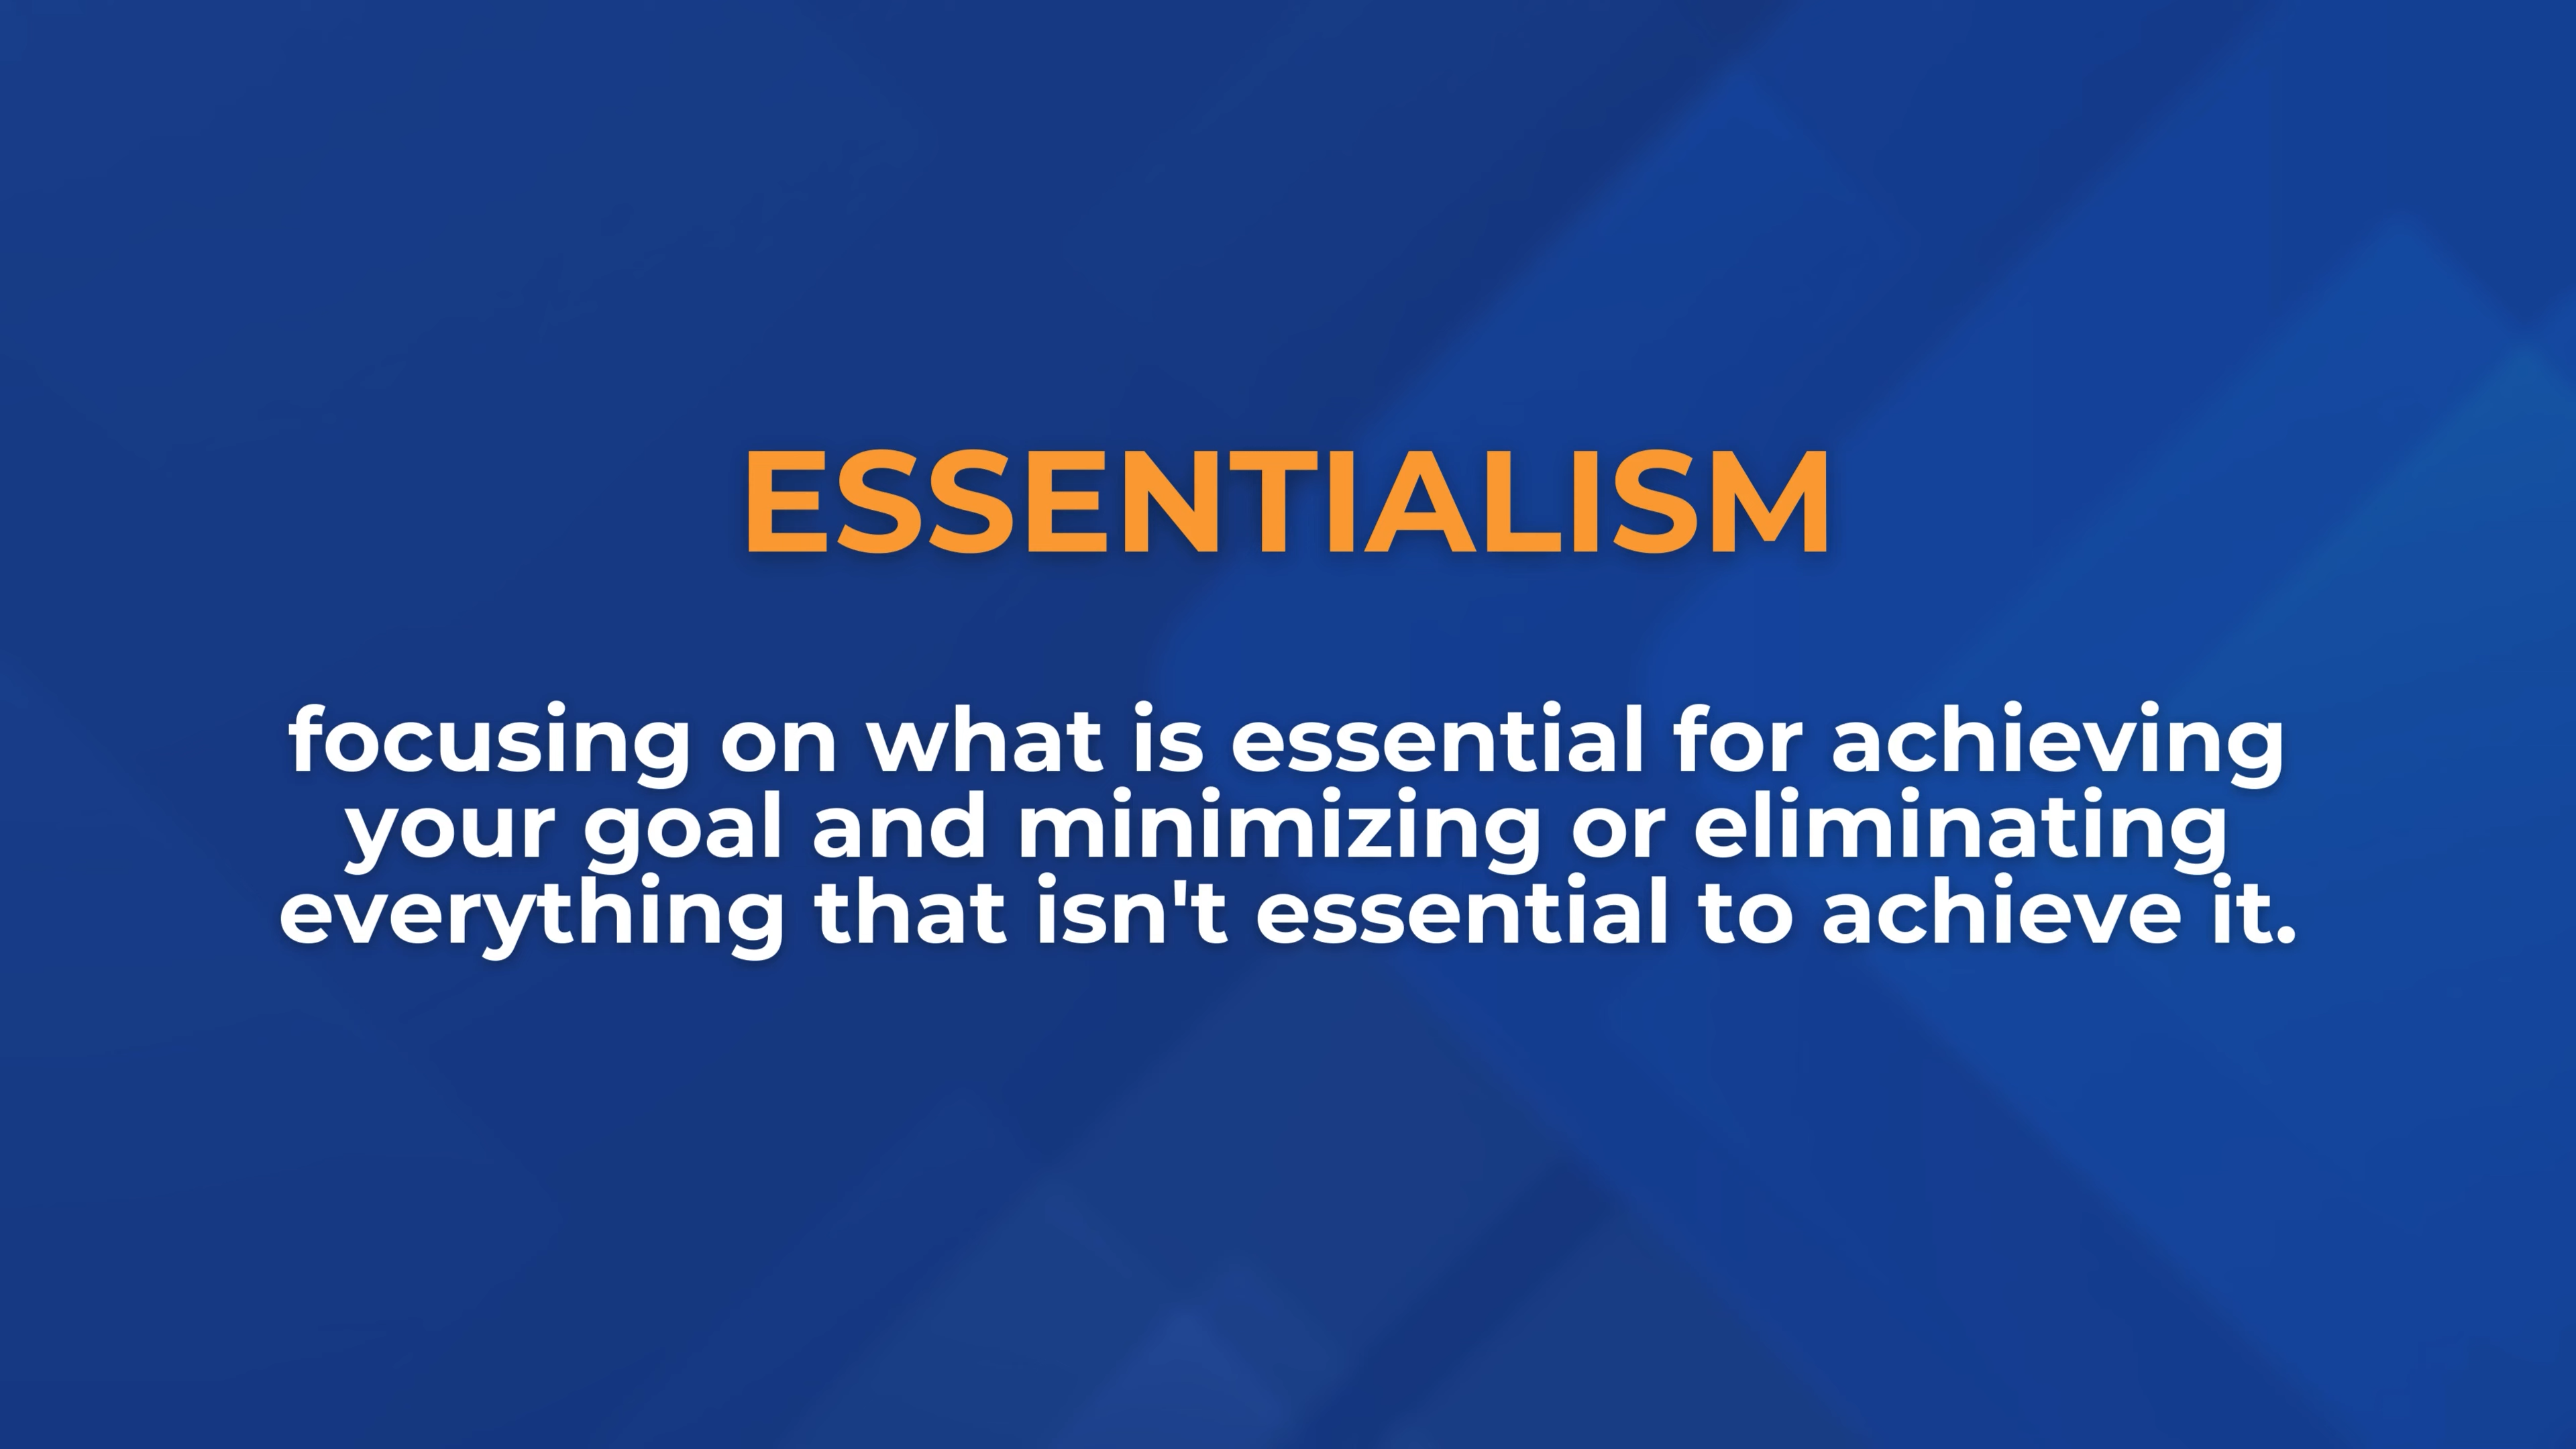 ESSENTIALISM
focusing on what is essential for achieving
your goal and minimizing or eliminating
everything that isn't essential to achieve it.